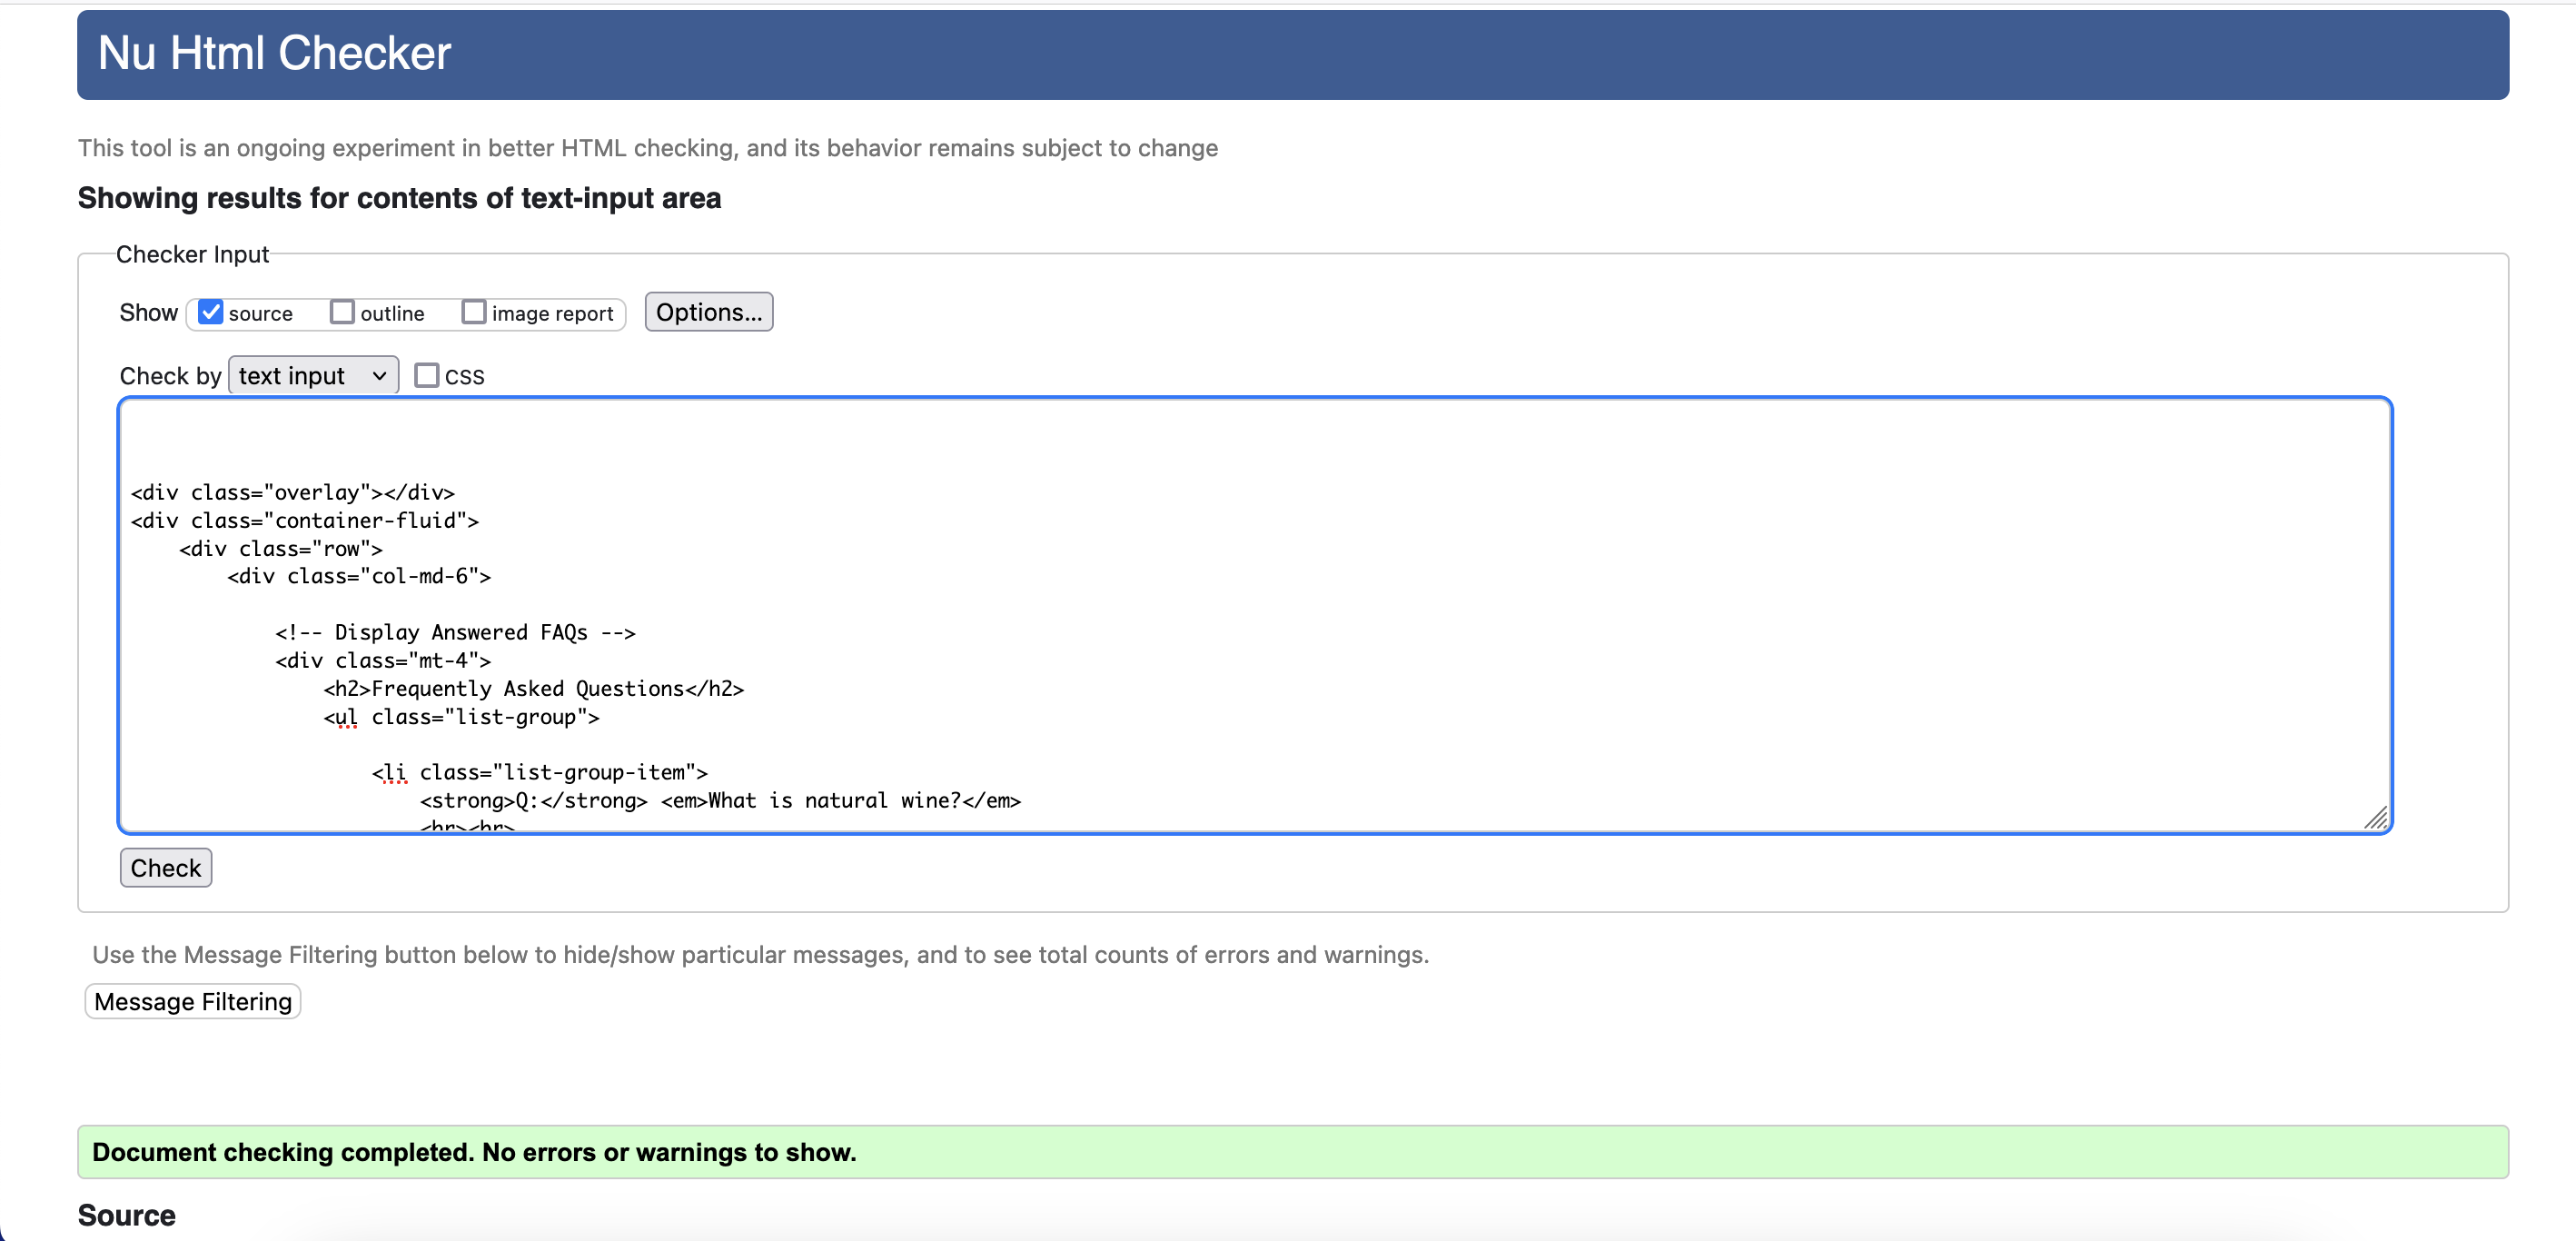 Nu Html Checker
This tool is an ongoing experiment in better HTML checking, and its behavior remains subject to change
Showing results for contents of text-input area
Checker Input
Show source outline image report Options...
Check by text input css
<div class="overlay"></div>
<div class="container-fluid">
<div class="row">
<div class="col-md-6">
<!-- Display Answered FAQs -->
<div class="mt-4">
<h2>Frequently Asked Questions</h2>
<ul class="list-group">
<li class="list-group-item">
<strong>Q:</strong> <em>What is natural wine?</em>
Check
Use the Message Filtering button below to hide/show particular messages, and to see total counts of errors and warnings.
Message Filtering
Document checking completed. No errors or warnings to show.
Source